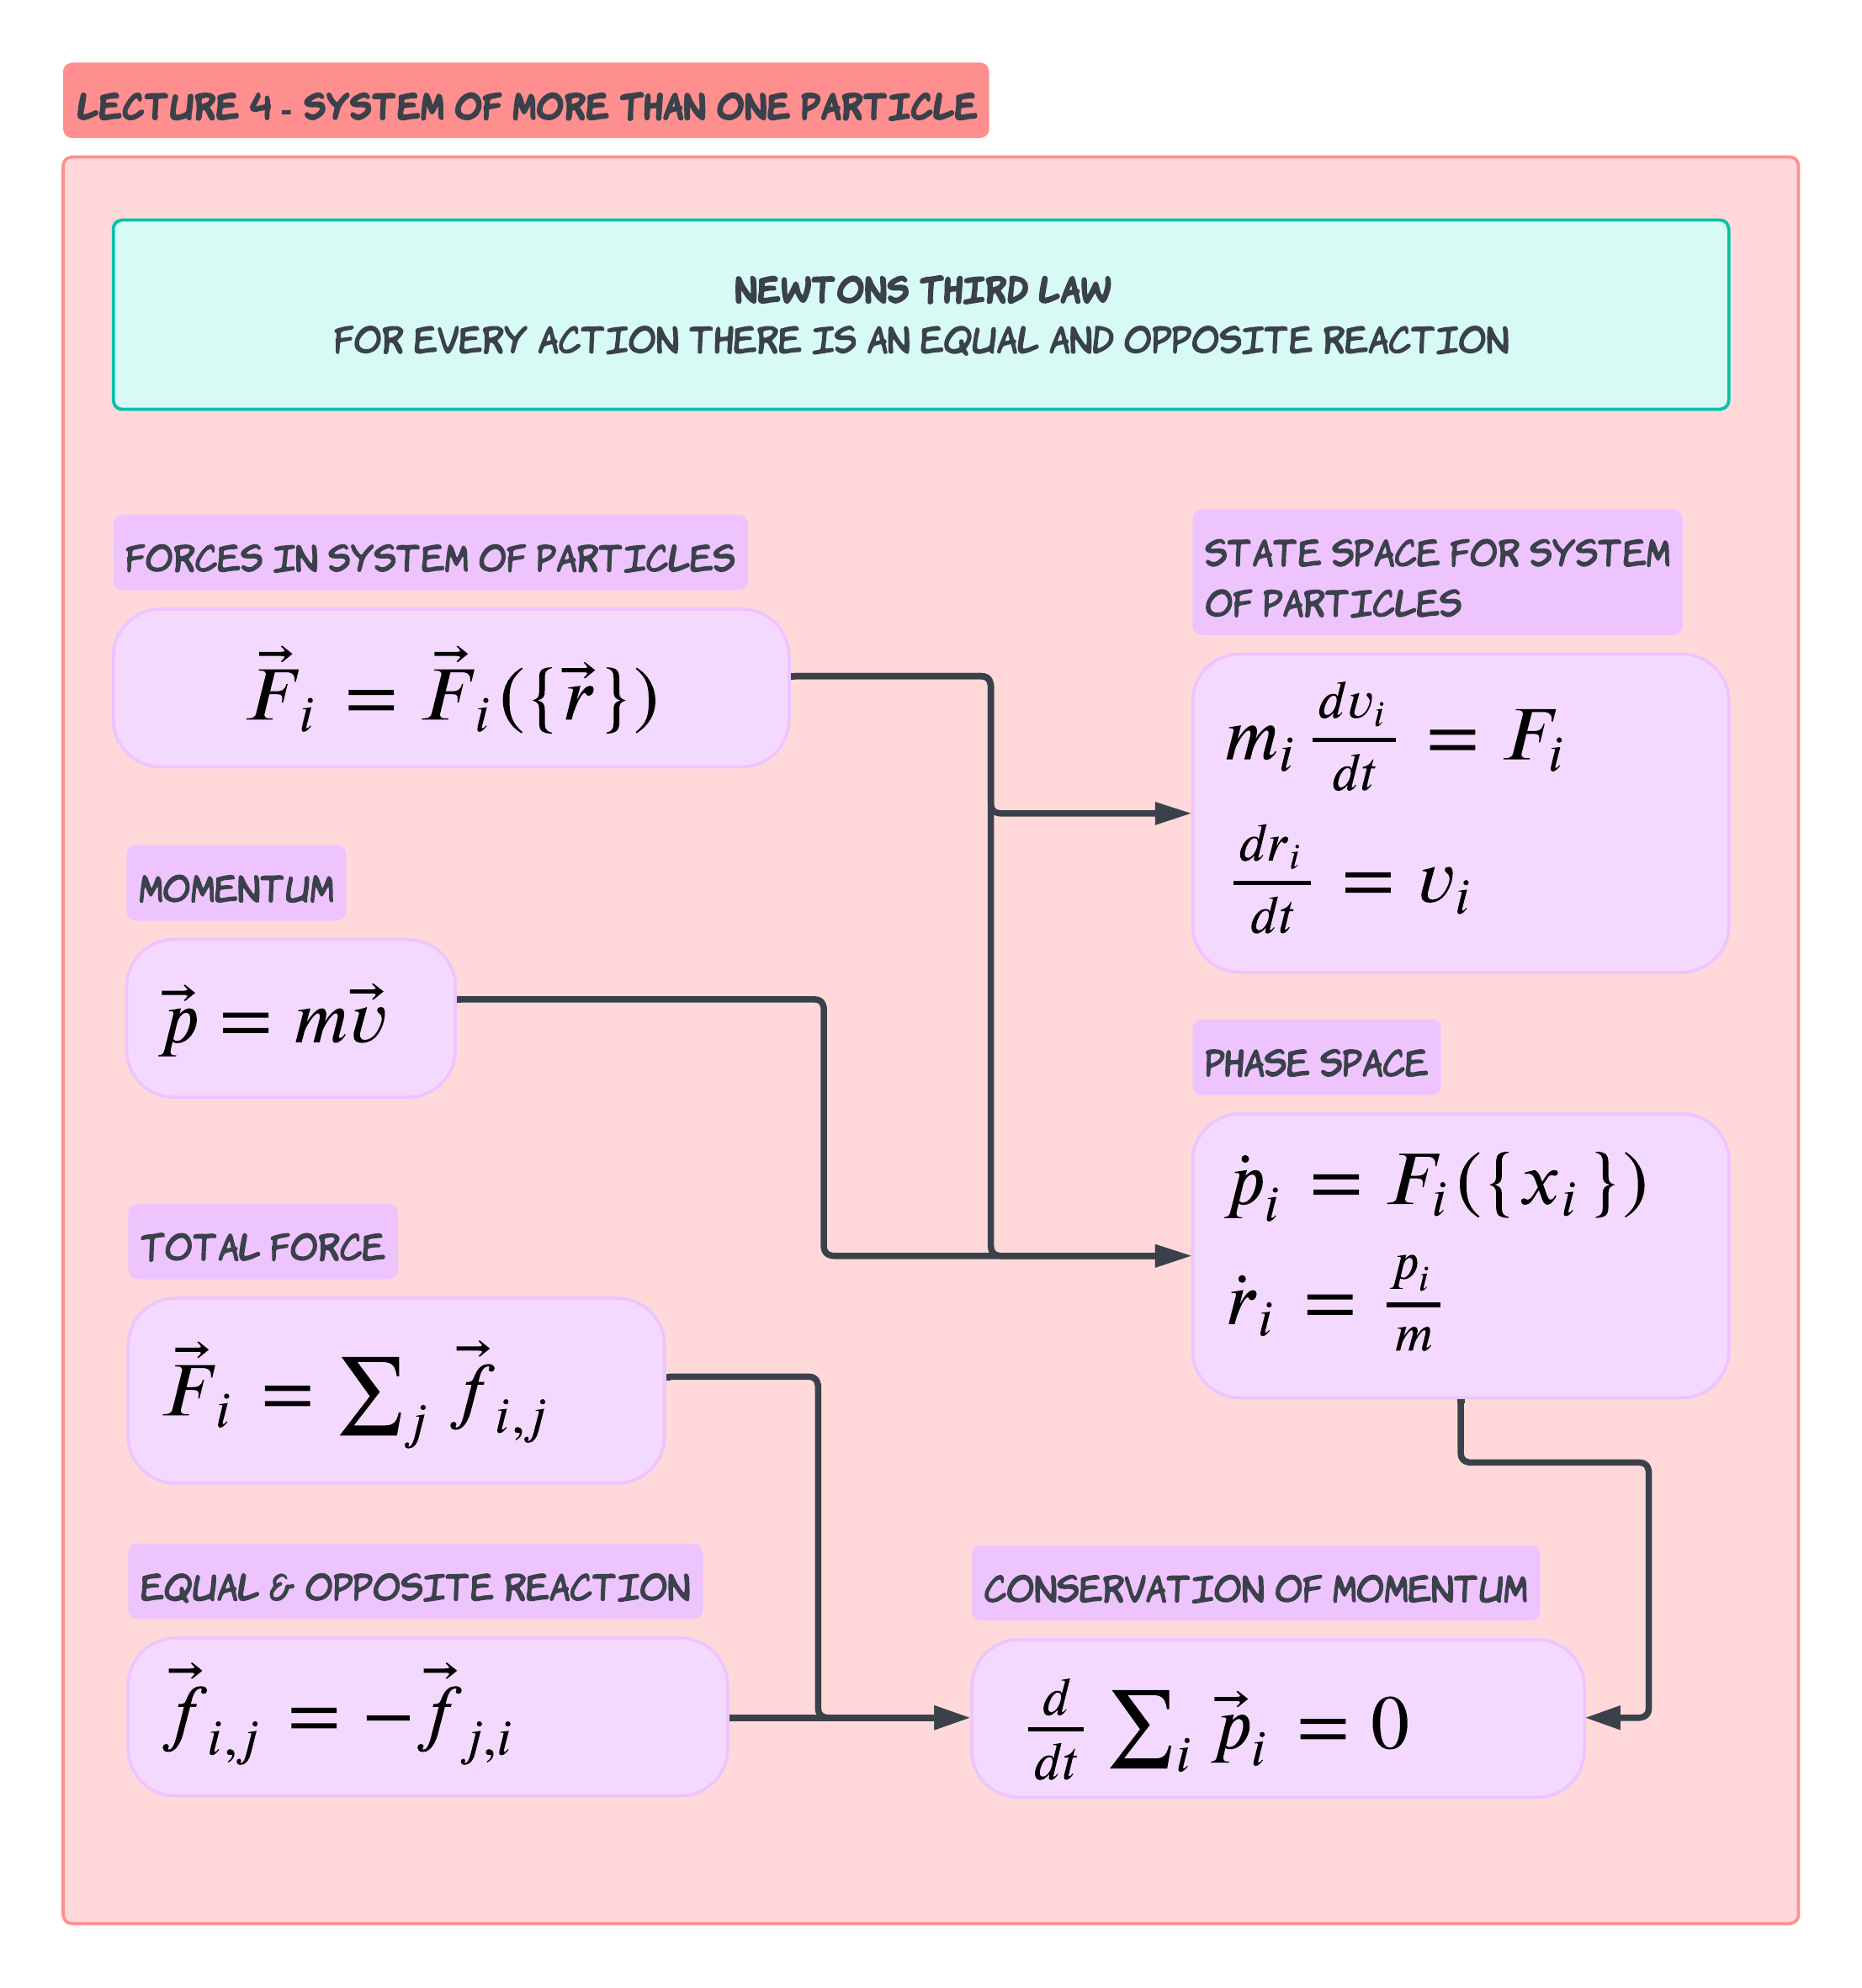 LECTURE 4 - SYSTEM OF MORE THAN ONE PARTICLE
NEWTONS THIRD LAW
FOR EVERY ACTION THERE IS AN EQUAL AND OPPOSITE REACTION
FORCES IN SYSTEM OF PARTICLES
$\vec{F}_i = \vec{F}_i(\{\vec{r}\})$
STATE SPACE FOR SYSTEM
OF PARTICLES
$m_i \frac{dv_i}{dt} = F_i$
$\frac{dr_i}{dt} = v_i$
MOMENTUM
$\vec{p} = m\vec{v}$
PHASE SPACE
$\dot{p}_i = F_i(\{x_i\})$
$\dot{r}_i = \frac{p_i}{m}$
TOTAL FORCE
$\vec{F}_i = \sum_j \vec{f}_{i,j}$
EQUAL & OPPOSITE REACTION
$\vec{f}_{i,j} = -\vec{f}_{j,i}$
CONSERVATION OF MOMENTUM
$\frac{d}{dt} \sum_i \vec{p}_i = 0$